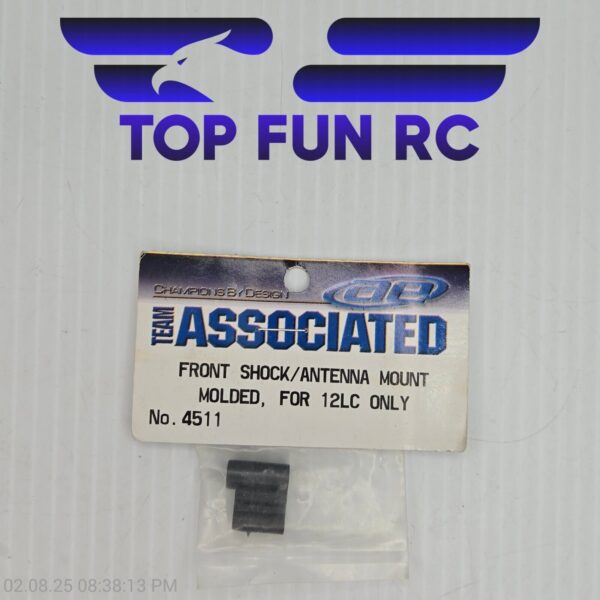 TOP FUN RC
CHAMPIONS BY DESIGN
ae
TEAM
ASSOCIATED
FRONT SHOCK/ANTENNA MOUNT
MOLDED, FOR 12LC ONLY
No. 4511
02.08.25 08:38:13 PM